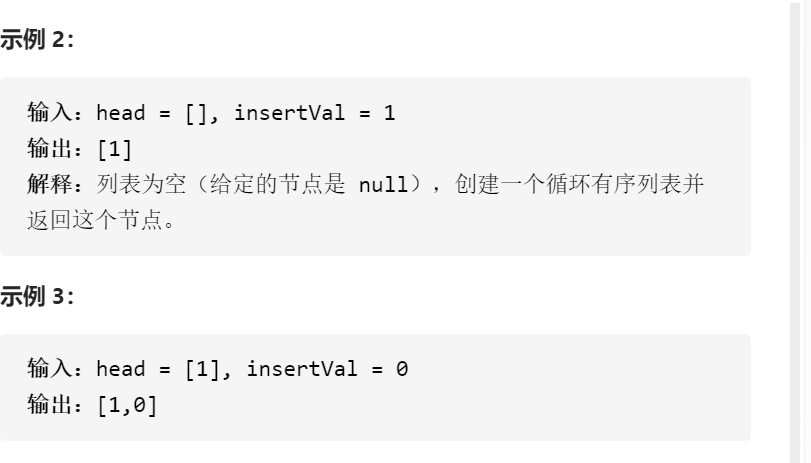 示例 2：
输入：head = [], insertVal = 1
输出：[1]
解释：列表为空（给定的节点是 null），创建一个循环有序列表并
返回这个节点。
示例 3：
输入：head = [1], insertVal = 0
输出：[1,0]